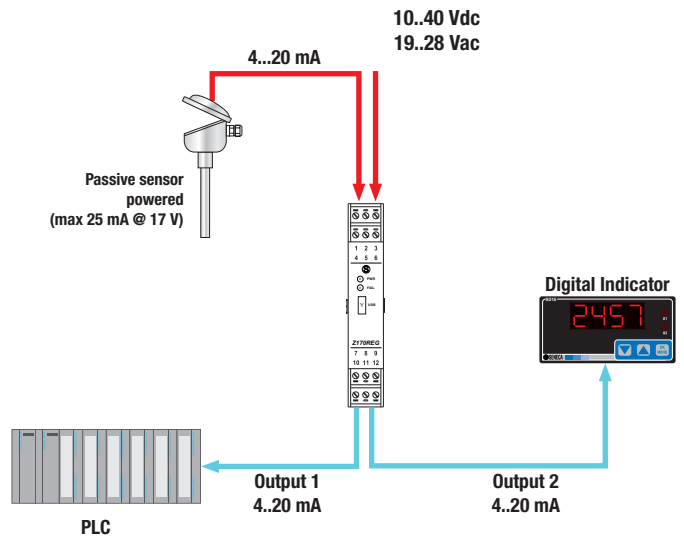 10..40 Vdc
19..28 Vac
4...20 mA
Passive sensor
powered
(max 25 mA @ 17 V)
1 2 3
4 5 6
PWR
FAIL
USB
Z170REG
7 8 9
10 11 12
Digital Indicator
2457
SENECA
Output 1
4..20 mA
Output 2
4..20 mA
PLC